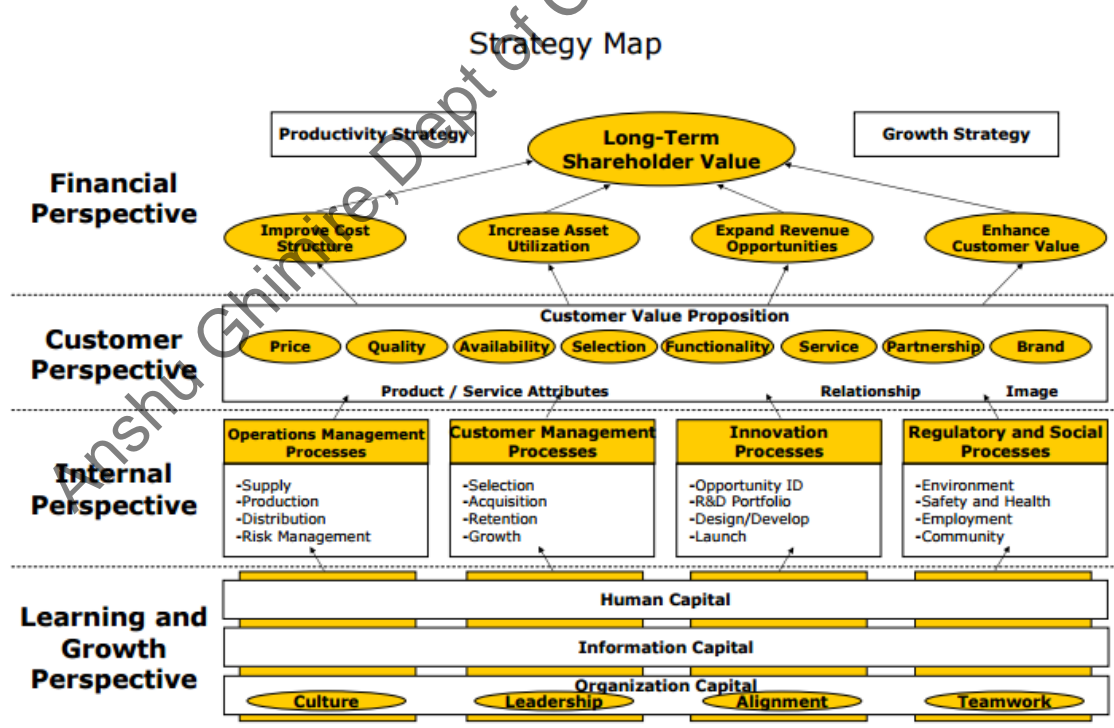 Strategy Map
Productivity Strategy
Long-Term
Shareholder Value
Growth Strategy
Financial
Perspective
Improve Cost
Structure
Increase Asset
Utilization
Expand Revenue
Opportunities
Enhance
Customer Value
Customer
Perspective
Customer Value Proposition
Price
Quality
Availability
Selection
Functionality
Service
Partnership
Brand
Product / Service Attributes
Relationship
Image
Internal
Perspective
Operations Management
Processes
-Supply
-Production
-Distribution
-Risk Management
Customer Management
Processes
-Selection
-Acquisition
-Retention
-Growth
Innovation
Processes
-Opportunity ID
-R&D Portfolio
-Design/Develop
-Launch
Regulatory and Social
Processes
-Environment
-Safety and Health
-Employment
-Community
Learning and
Growth
Perspective
Human Capital
Information Capital
Organization Capital
Culture
Leadership
Alignment
Teamwork
Anshu Ghimire,Dept of